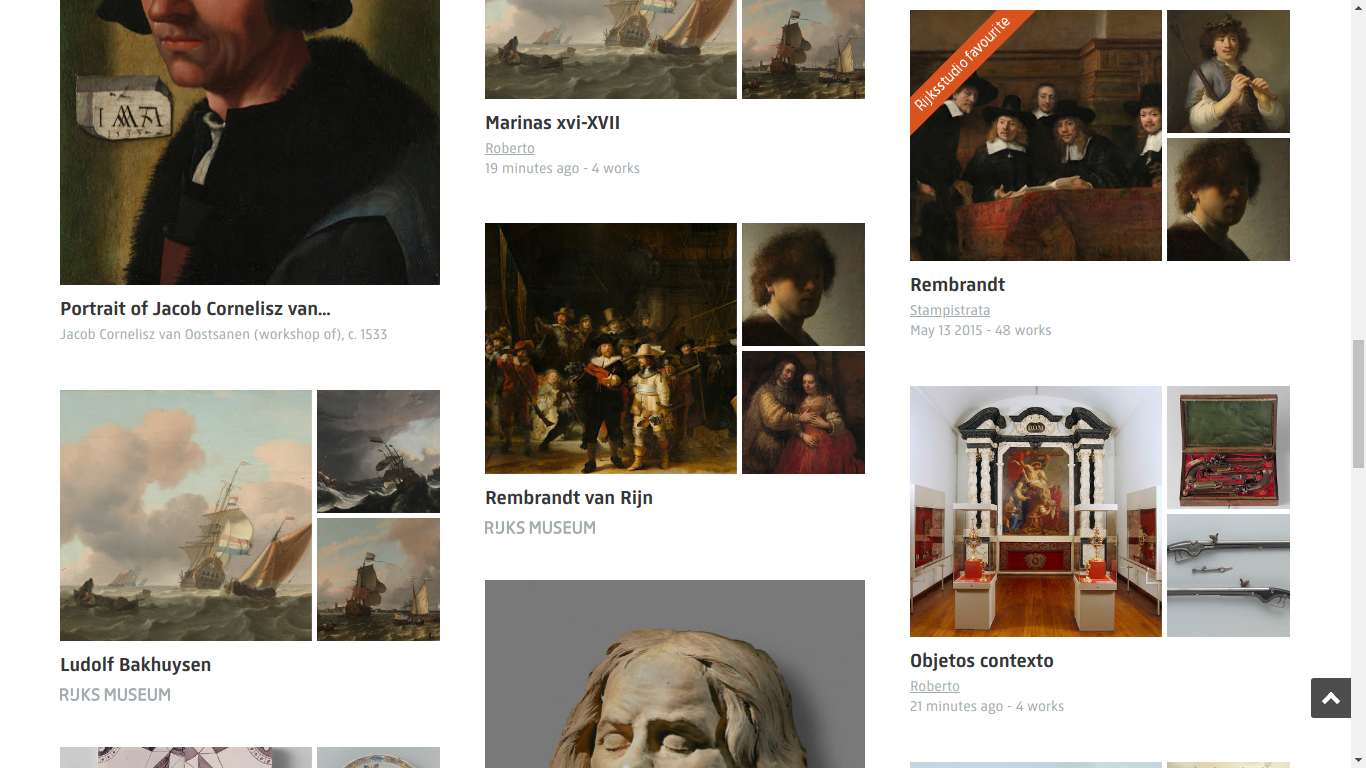 I MA
1533
Portrait of Jacob Cornelisz van...
Jacob Cornelisz van Oostsanen (workshop of), c. 1533
Ludolf Bakhuysen
RIJKS MUSEUM
Marinas xvi-XVII
Roberto
19 minutes ago - 4 works
Rembrandt van Rijn
RIJKS MUSEUM
Rijksstudio favourite
Rembrandt
Stampistrata
May 13 2015 - 48 works
D.O.M
Objetos contexto
Roberto
21 minutes ago - 4 works